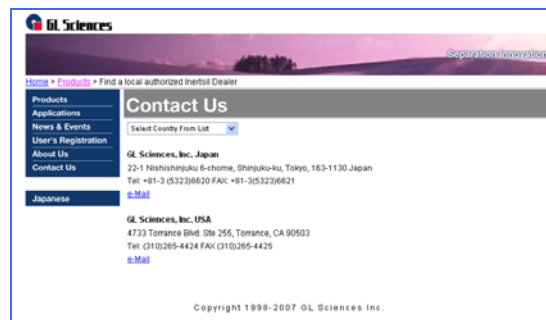 GL Sciences
Separation Innovation
Home > Products > Find a local authorized Inertsil Dealer
Products
Applications
News & Events
User's Registration
About Us
Contact Us
Japanese
Contact Us
Select County From List
GL Sciences, Inc. Japan
22-1 Nishishinjuku 6-chome, Shinjuku-ku, Tokyo, 163-1130 Japan
Tel: +81-3 (5323)6620 FAX: +81-3(5323)6621
e-Mail
GL Sciences, Inc. USA
4733 Torrance Blvd. Ste 255, Torrance, CA 90503
Tel: (310)265-4424 FAX (310)265-4425
e-Mail
Copyright 1998-2007 GL Sciences Inc.